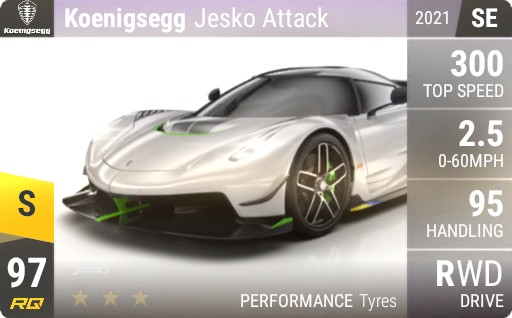 Koenigsegg
Koenigsegg Jesko Attack
2021 SE
300
TOP SPEED
2.5
0-60MPH
95
HANDLING
RWD
DRIVE
S
97
RQ
PERFORMANCE Tyres